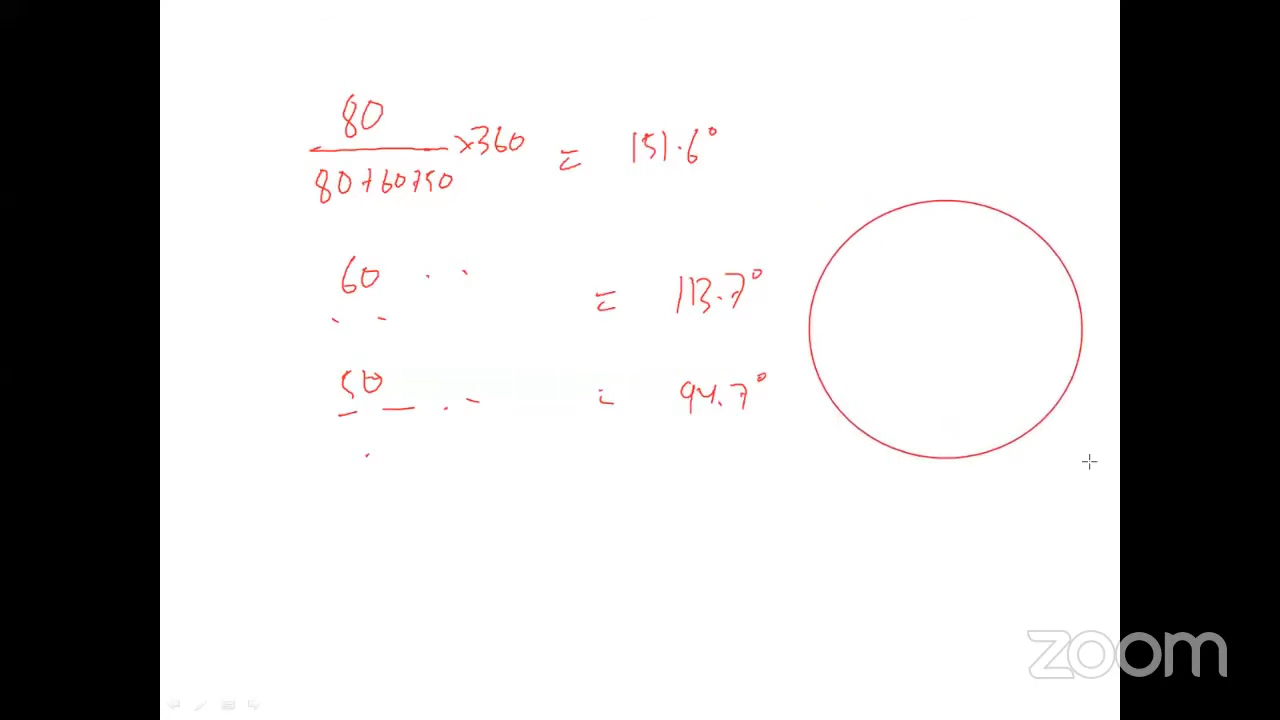 80
80+60+50 ×360 = 151.6°
60 .. = 113.7°
50 = 94.7°
zoom